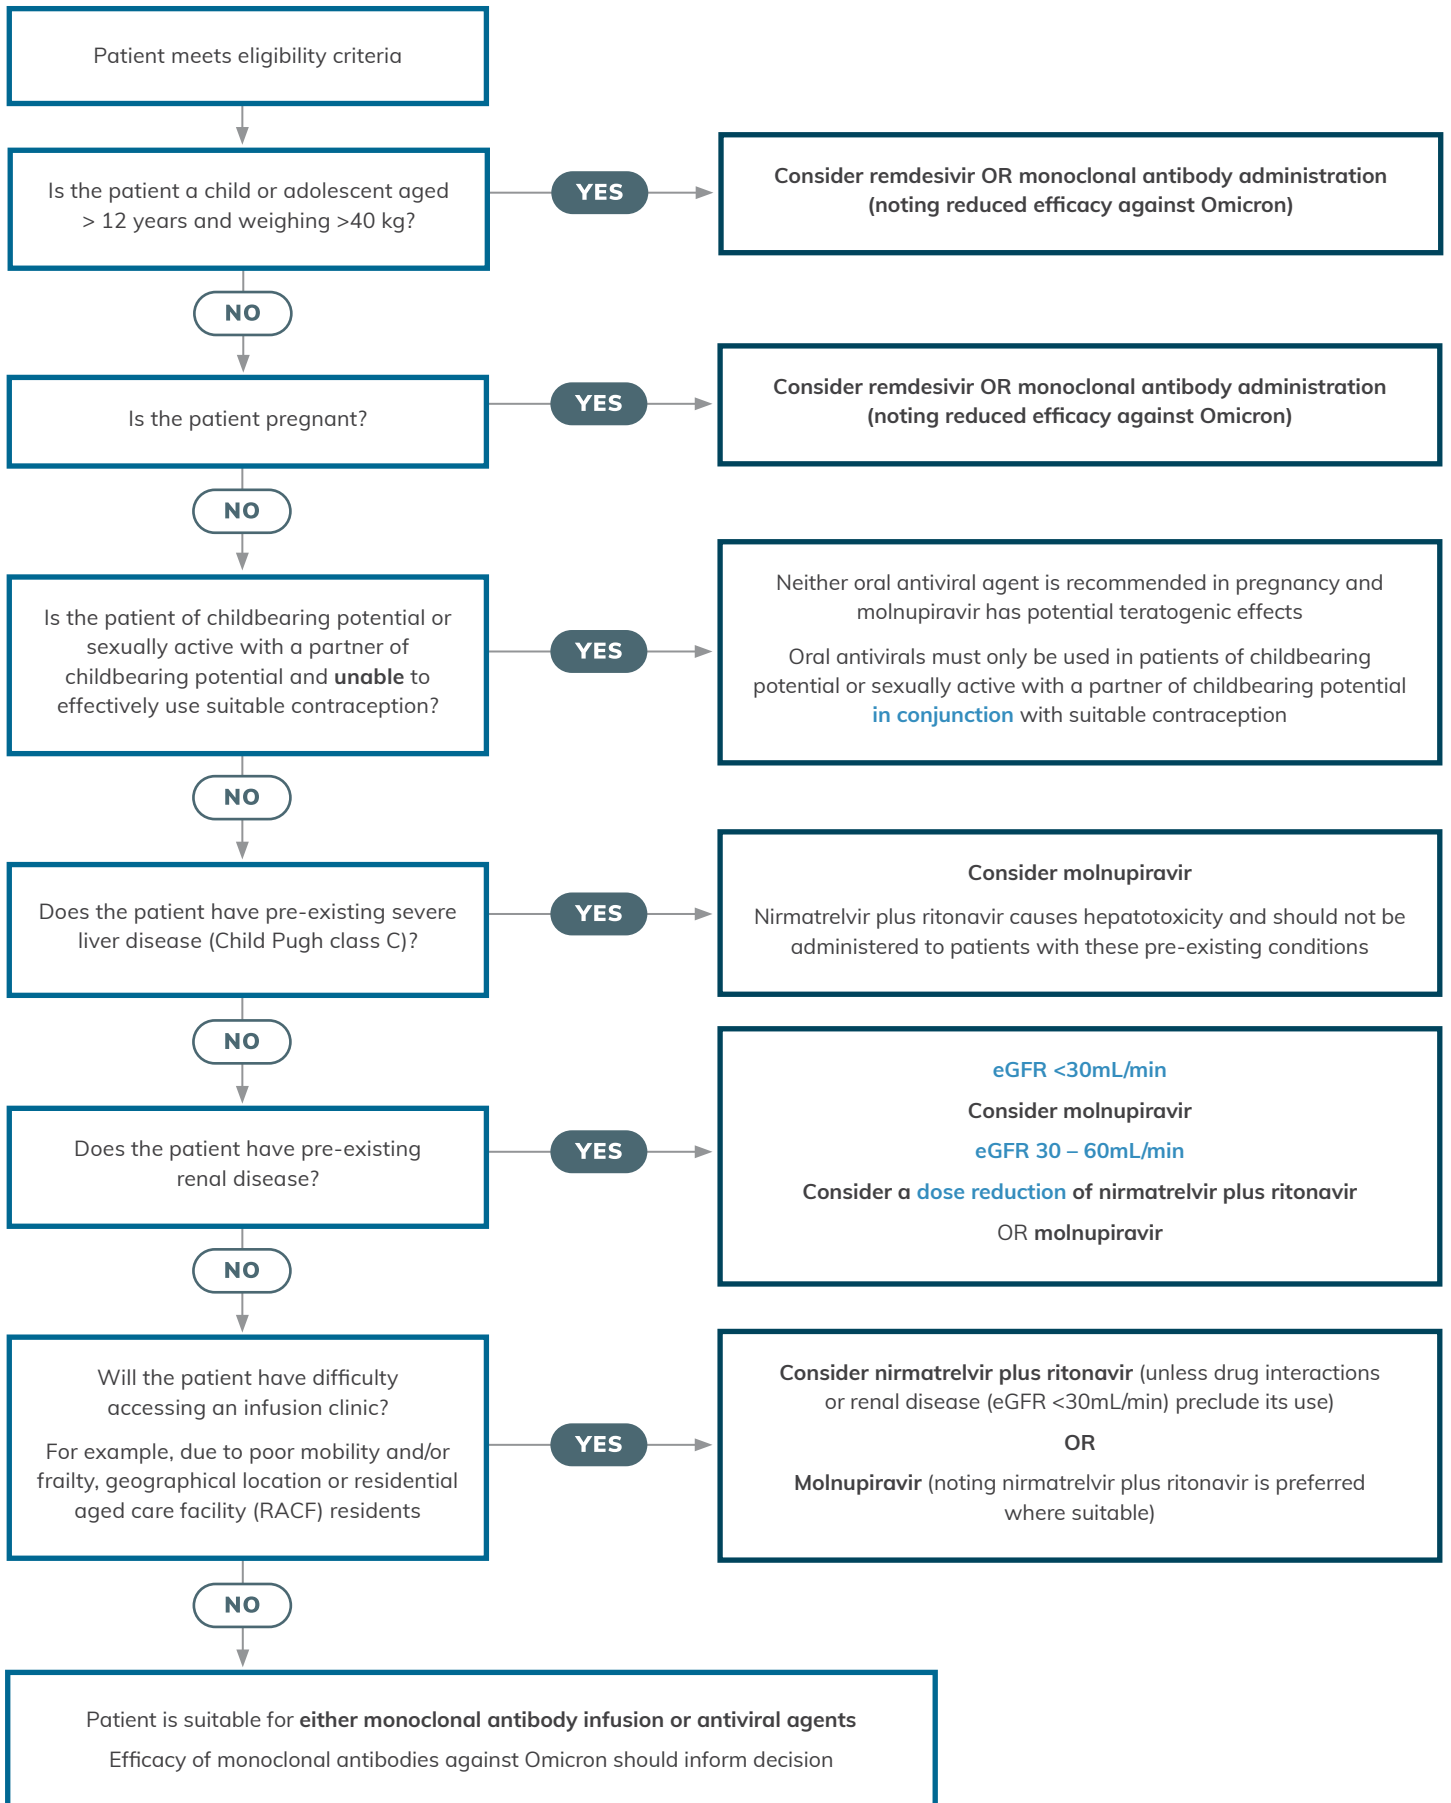 Patient meets eligibility criteria
Is the patient a child or adolescent aged
> 12 years and weighing >40 kg?
YES
Consider remdesivir OR monoclonal antibody administration
(noting reduced efficacy against Omicron)
NO
Is the patient pregnant?
YES
Consider remdesivir OR monoclonal antibody administration
(noting reduced efficacy against Omicron)
NO
Is the patient of childbearing potential or
sexually active with a partner of
childbearing potential and unable to
effectively use suitable contraception?
YES
Neither oral antiviral agent is recommended in pregnancy and
molnupiravir has potential teratogenic effects
Oral antivirals must only be used in patients of childbearing
potential or sexually active with a partner of childbearing potential
in conjunction with suitable contraception
NO
Does the patient have pre-existing severe
liver disease (Child Pugh class C)?
YES
Consider molnupiravir
Nirmatrelvir plus ritonavir causes hepatotoxicity and should not be
administered to patients with these pre-existing conditions
NO
Does the patient have pre-existing
renal disease?
YES
eGFR <30mL/min
Consider molnupiravir
eGFR 30 – 60mL/min
Consider a dose reduction of nirmatrelvir plus ritonavir
OR molnupiravir
NO
Will the patient have difficulty
accessing an infusion clinic?
For example, due to poor mobility and/or
frailty, geographical location or residential
aged care facility (RACF) residents
YES
Consider nirmatrelvir plus ritonavir (unless drug interactions
or renal disease (eGFR <30mL/min) preclude its use)
OR
Molnupiravir (noting nirmatrelvir plus ritonavir is preferred
where suitable)
NO
Patient is suitable for either monoclonal antibody infusion or antiviral agents
Efficacy of monoclonal antibodies against Omicron should inform decision